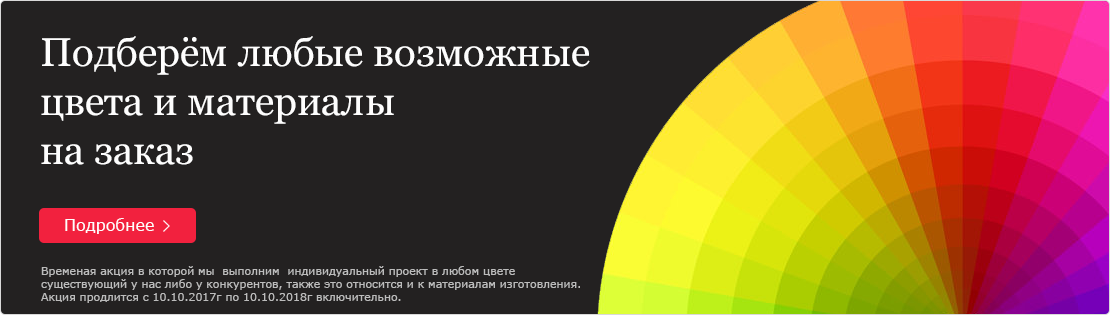 Подберём любые возможные
цвета и материалы
на заказ
Подробнее >
Временая акция в которой мы выполним индивидуальный проект в любом цвете
существующий у нас либо у конкурентов, также это относится и к материалам изготовления.
Акция продлится с 10.10.2017г по 10.10.2018г включительно.